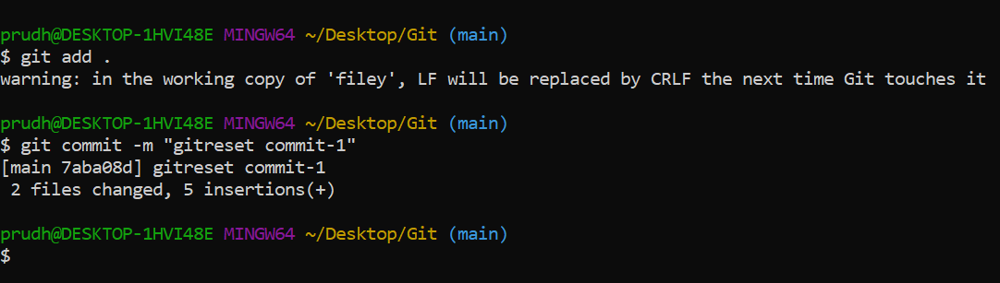 prudh@DESKTOP-1HVI48E MINGW64 ~/Desktop/Git (main)
$ git add .
warning: in the working copy of 'filey', LF will be replaced by CRLF the next time Git touches it
prudh@DESKTOP-1HVI48E MINGW64 ~/Desktop/Git (main)
$ git commit -m "gitreset commit-1"
[main 7aba08d] gitreset commit-1
 2 files changed, 5 insertions(+)
prudh@DESKTOP-1HVI48E MINGW64 ~/Desktop/Git (main)
$